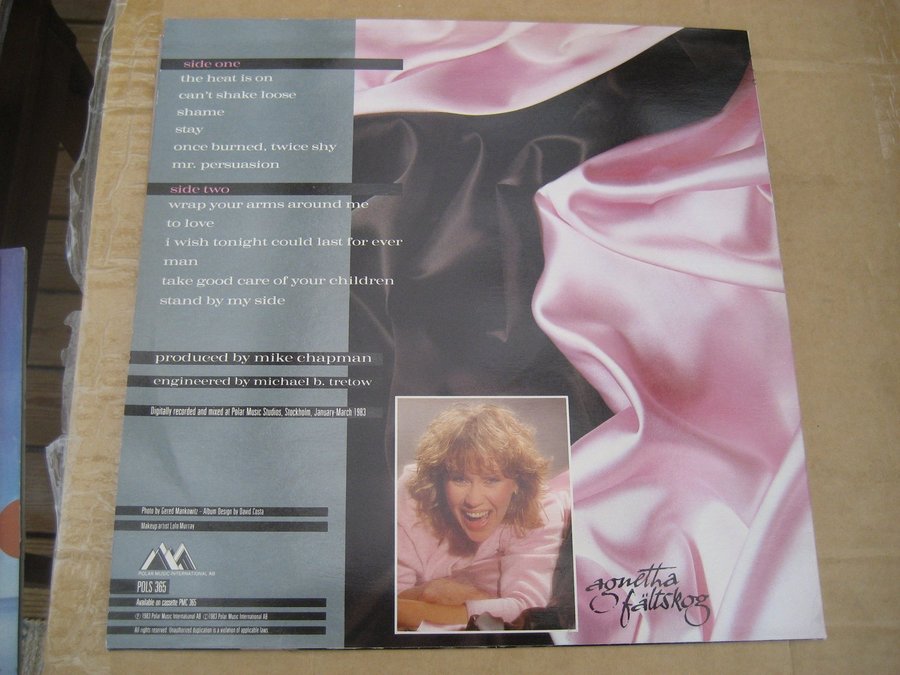 side one
the heat is on
can't shake loose
shame
stay
once burned, twice shy
mr. persuasion
side two
wrap your arms around me
to love
i wish tonight could last for ever
man
take good care of your children
stand by my side
produced by mike chapman
engineered by michael b. tretow
Digitally recorded and mixed at Polar Music Studios, Stockholm, January-March 1983
Photo by Gered Mankowitz - Album Design by David Costa
Makeup artist Lolo Murray
POLAR MUSIC INTERNATIONAL AB
POLS 365
Available on cassette PMC 365
Ⓟ 1983 Polar Music International AB Ⓒ1983 Polar Music International AB
All rights reserved. Unauthorized duplication is a violation of applicable laws.
agnetha
fältskog